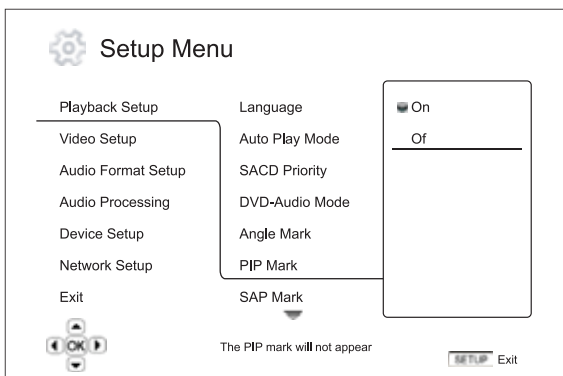 Setup Menu
Playback Setup
Video Setup
Audio Format Setup
Audio Processing
Device Setup
Network Setup
Exit
Language
Auto Play Mode
SACD Priority
DVD-Audio Mode
Angle Mark
PIP Mark
SAP Mark
On
Of
OK
The PIP mark will not appear
SETUP Exit